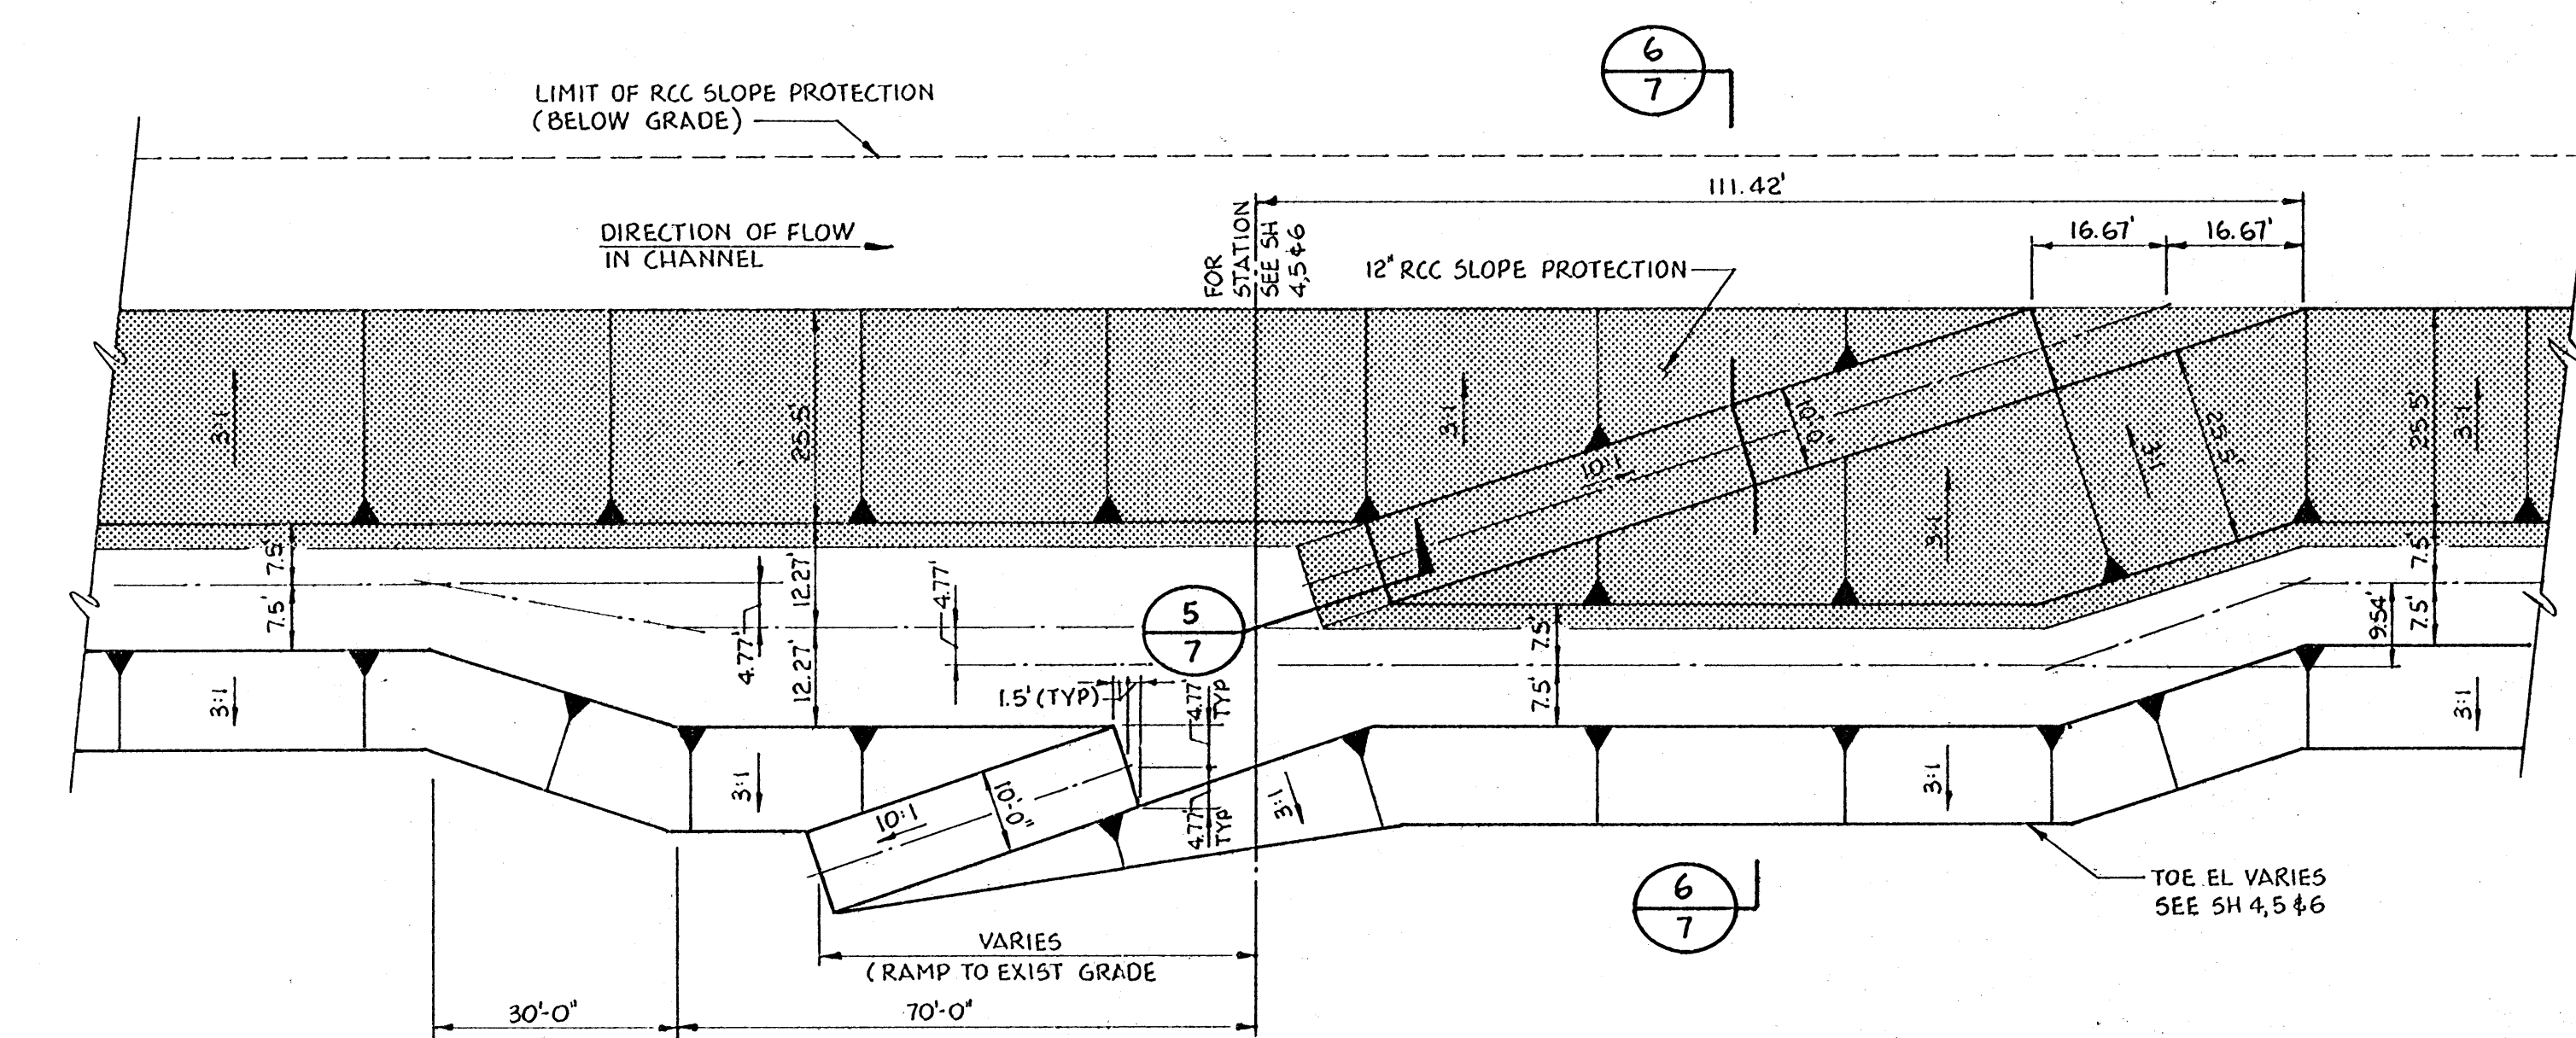 6
7
LIMIT OF RCC SLOPE PROTECTION
(BELOW GRADE)
111.42'
16.67'
16.67'
DIRECTION OF FLOW
IN CHANNEL
FOR
STATION
SEE SH
4,5&6
12" RCC SLOPE PROTECTION
3:1
25.5'
3:1
10'-0"
10:1
3:1
3:1
25.5'
25.5'
3:1
7.5'
7.5'
4.77'
12.27'
12.27'
4.77'
5
7
7.5'
7.5'
9.54'
7.5'
7.5'
1.5' (TYP)
4.77'
TYP
4.77'
TYP
3:1
3:1
10:1
10'-0"
3:1
3:1
3:1
6
7
TOE EL VARIES
SEE SH 4,5&6
VARIES
(RAMP TO EXIST GRADE
30'-0"
70'-0"